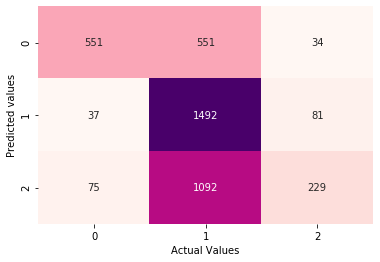 0
551 551 34
Predicted values
1
37 1492 81
2
75 1092 229
0 1 2
Actual Values